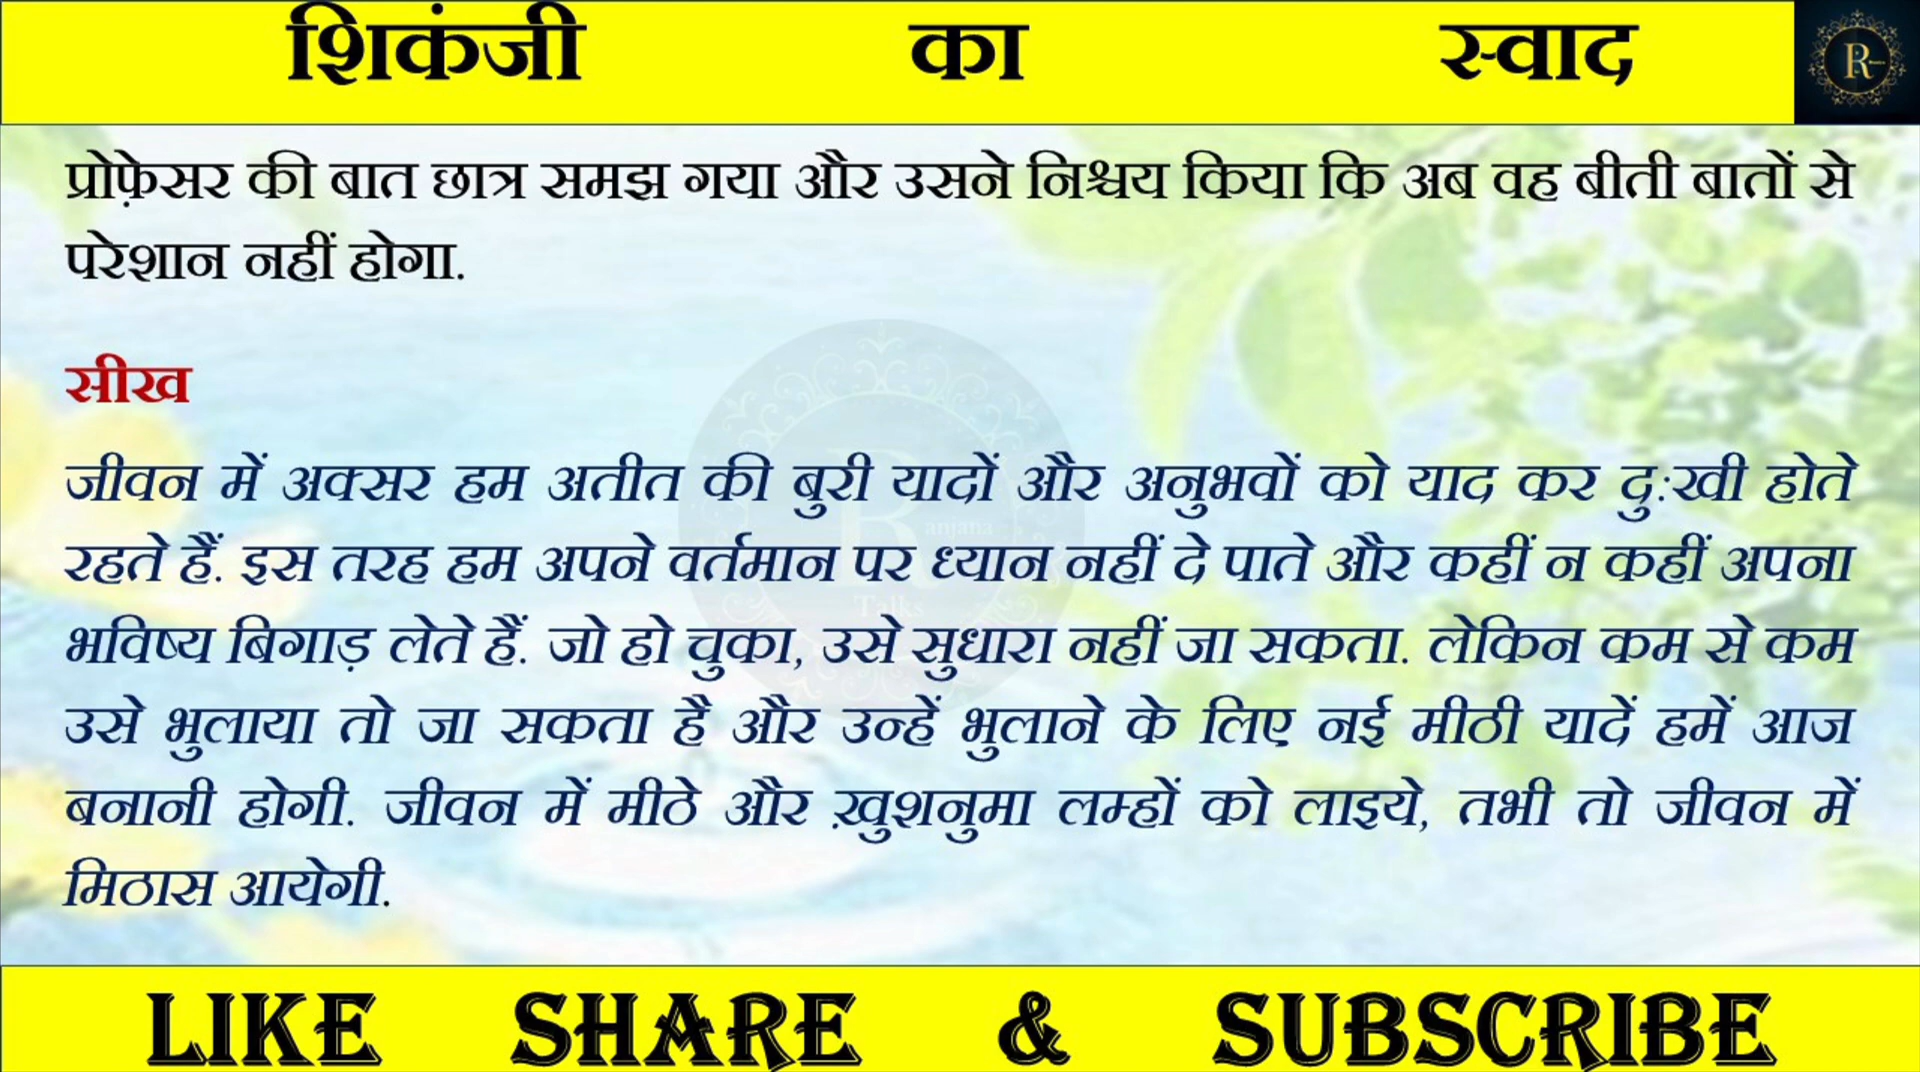 शिकंजी का स्वाद
प्रोफ़ेसर की बात छात्र समझ गया और उसने निश्चय किया कि अब वह बीती बातों से
परेशान नहीं होगा.
सीख
जीवन में अक्सर हम अतीत की बुरी यादों और अनुभवों को याद कर दु:खी होते
रहते हैं. इस तरह हम अपने वर्तमान पर ध्यान नहीं दे पाते और कहीं न कहीं अपना
भविष्य बिगाड़ लेते हैं. जो हो चुका, उसे सुधारा नहीं जा सकता. लेकिन कम से कम
उसे भुलाया तो जा सकता है और उन्हें भुलाने के लिए नई मीठी यादें हमें आज
बनानी होगी. जीवन में मीठे और ख़ुशनुमा लम्हों को लाइये, तभी तो जीवन में
मिठास आयेगी.
R
Talks
LIKE SHARE & SUBSCRIBE